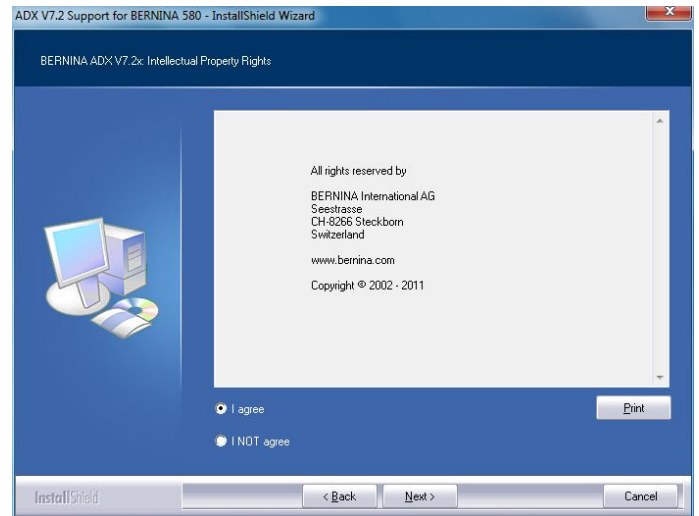 ADX V7.2 Support for BERNINA 580 - InstallShield Wizard
BERNINA ADX V7.2x: Intellectual Property Rights
All rights reserved by
BERNINA International AG
Seestrasse
CH-8266 Steckborn
Switzerland
www.bernina.com
Copyright © 2002 - 2011
I agree
Print
I NOT agree
InstallShield
< Back
Next >
Cancel